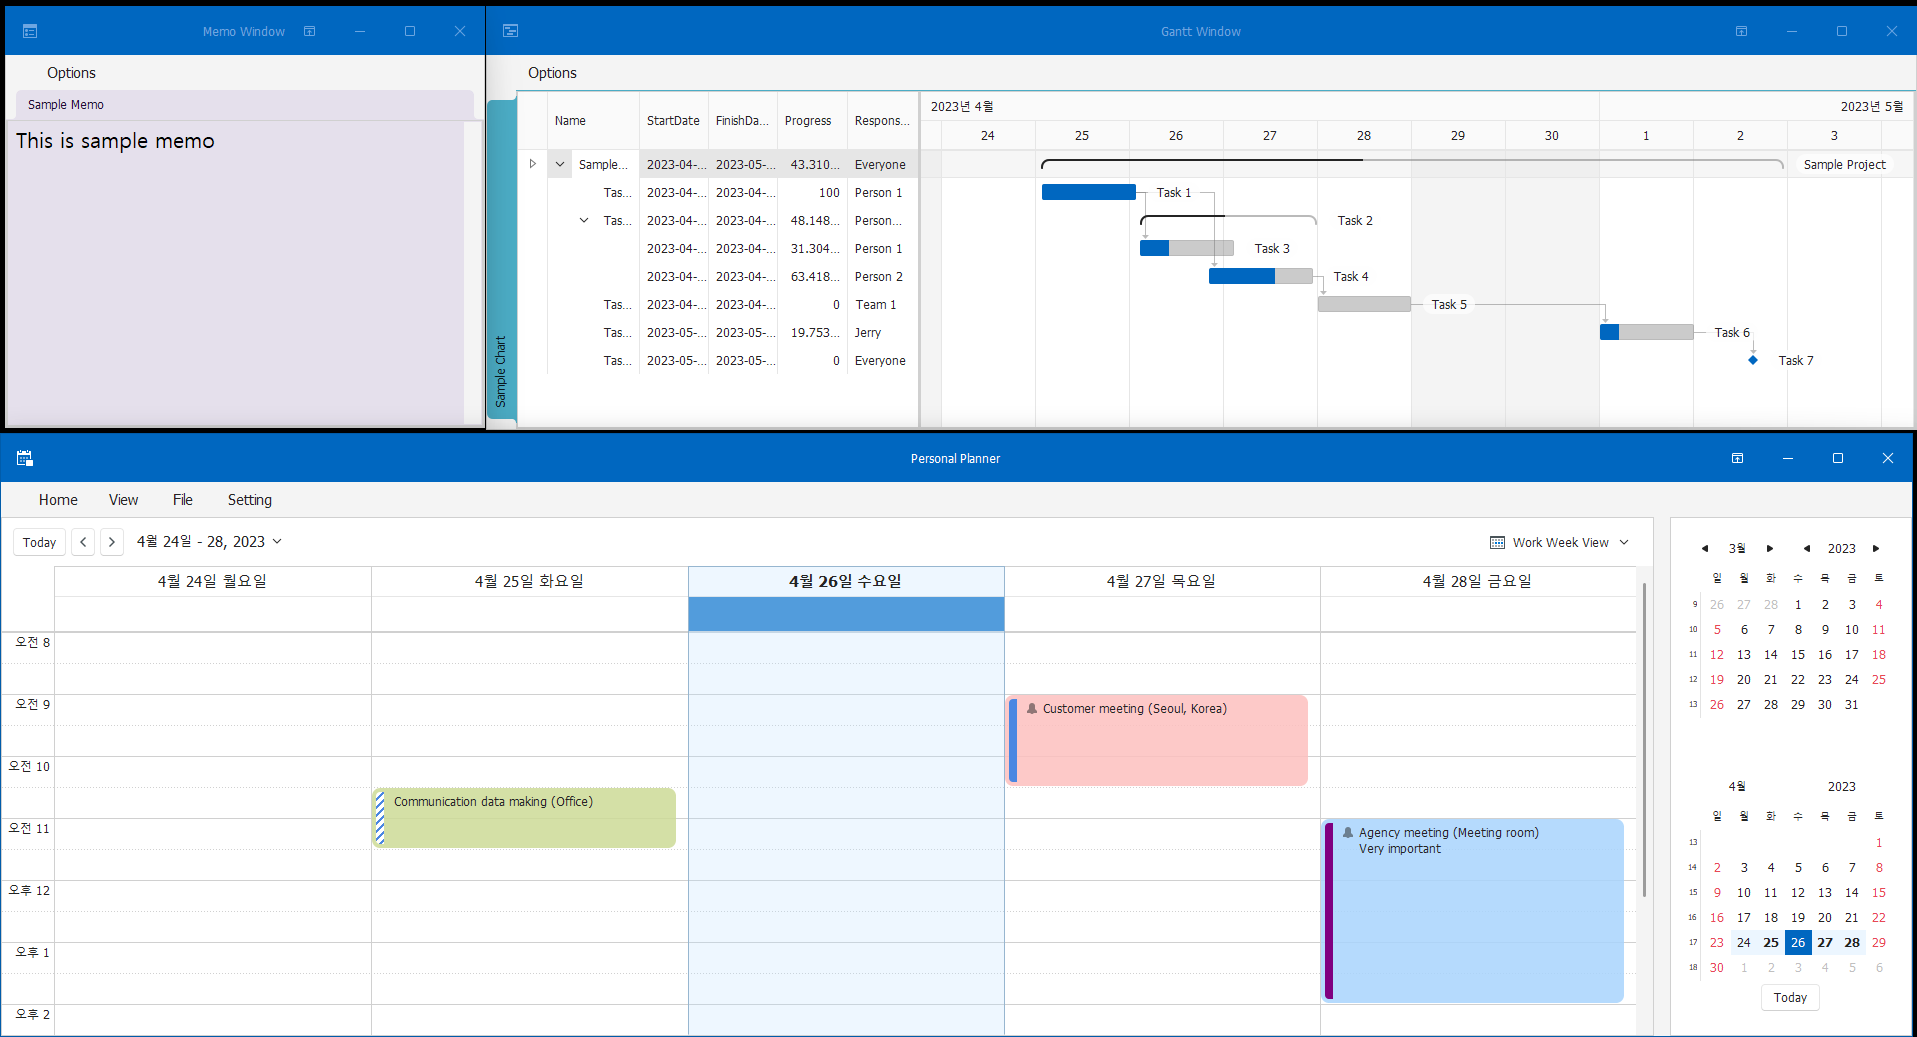 Memo Window
Options
Sample Memo
This is sample memo
Gantt Window
Options
Sample Chart
Name StartDate FinishDa... Progress Respons...
2023년 4월 2023년 5월
24 25 26 27 28 29 30 1 2 3
Sample... 2023-04-... 2023-05-... 43.310... Everyone Sample Project
Tas... 2023-04-... 2023-04-... 100 Person 1 Task 1
Tas... 2023-04-... 2023-04-... 48.148... Person... Task 2
2023-04-... 2023-04-... 31.304... Person 1 Task 3
2023-04-... 2023-04-... 63.418... Person 2 Task 4
Tas... 2023-04-... 2023-04-... 0 Team 1 Task 5
Tas... 2023-05-... 2023-05-... 19.753... Jerry Task 6
Tas... 2023-05-... 2023-05-... 0 Everyone Task 7
Personal Planner
Home View File Setting
Today 4월 24일 - 28, 2023 Work Week View
4월 24일 월요일 4월 25일 화요일 4월 26일 수요일 4월 27일 목요일 4월 28일 금요일
오전 8
오전 9
Customer meeting (Seoul, Korea)
오전 10
Communication data making (Office)
오전 11
Agency meeting (Meeting room)
Very important
오후 12
오후 1
오후 2
3월 2023
일 월 화 수 목 금 토
9 26 27 28 1 2 3 4
10 5 6 7 8 9 10 11
11 12 13 14 15 16 17 18
12 19 20 21 22 23 24 25
13 26 27 28 29 30 31
4월 2023
일 월 화 수 목 금 토
13 1
14 2 3 4 5 6 7 8
15 9 10 11 12 13 14 15
16 16 17 18 19 20 21 22
17 23 24 25 26 27 28 29
18 30 1 2 3 4 5 6
Today